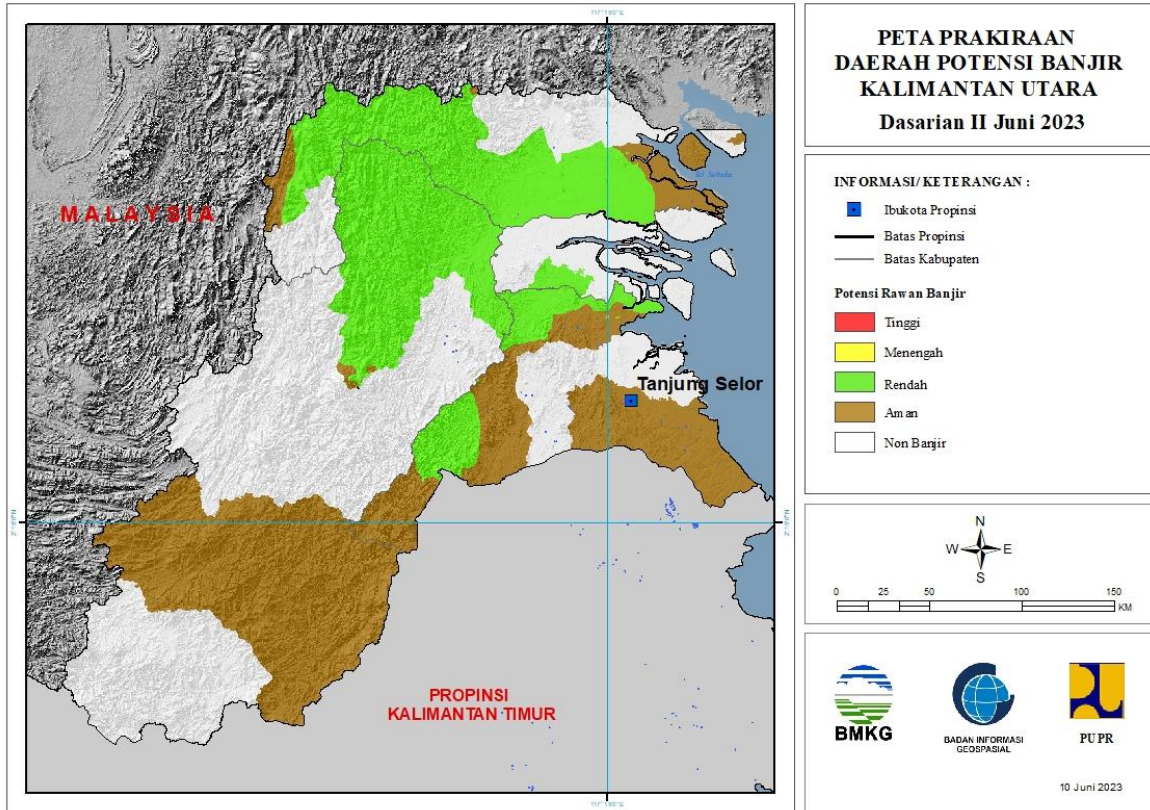 PETA PRAKIRAAN
DAERAH POTENSI BANJIR
KALIMANTAN UTARA
Dasarian II Juni 2023
INFORMASI/KETERANGAN :
Ibukota Propinsi
Batas Propinsi
Batas Kabupaten
Potensi Rawan Banjir
Tinggi
Menengah
Rendah
Aman
Non Banjir
N
W E
S
0 25 50 100 150
KM
BMKG
BADAN INFORMASI
GEOSPASIAL
PUPR
10 Juni 2023
MALAYSIA
Tanjung Selor
PROPINSI
KALIMANTAN TIMUR